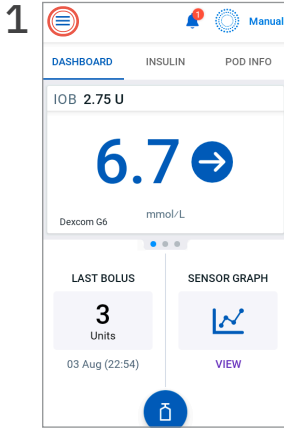 1
1
Manual
DASHBOARD INSULIN POD INFO
IOB 2.75 U
6.7
mmol/L
Dexcom G6
LAST BOLUS SENSOR GRAPH
3
Units
03 Aug (22:54) VIEW